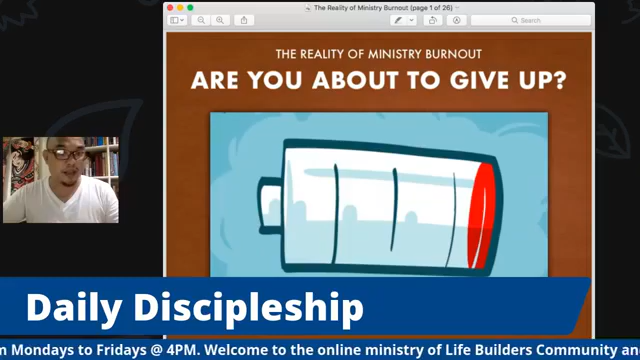 The Reality of Ministry Burnout (page 1 of 26)
Search
THE REALITY OF MINISTRY BURNOUT
ARE YOU ABOUT TO GIVE UP?
Daily Discipleship
Mondays to Fridays @ 4PM. Welcome to the online ministry of Life Builders Community